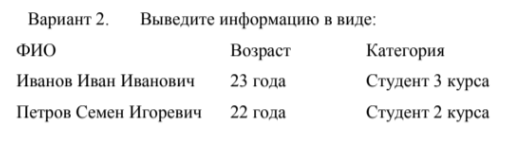 Вариант 2. Выведите информацию в виде:
ФИО Возраст Категория
Иванов Иван Иванович 23 года Студент 3 курса
Петров Семен Игоревич 22 года Студент 2 курса